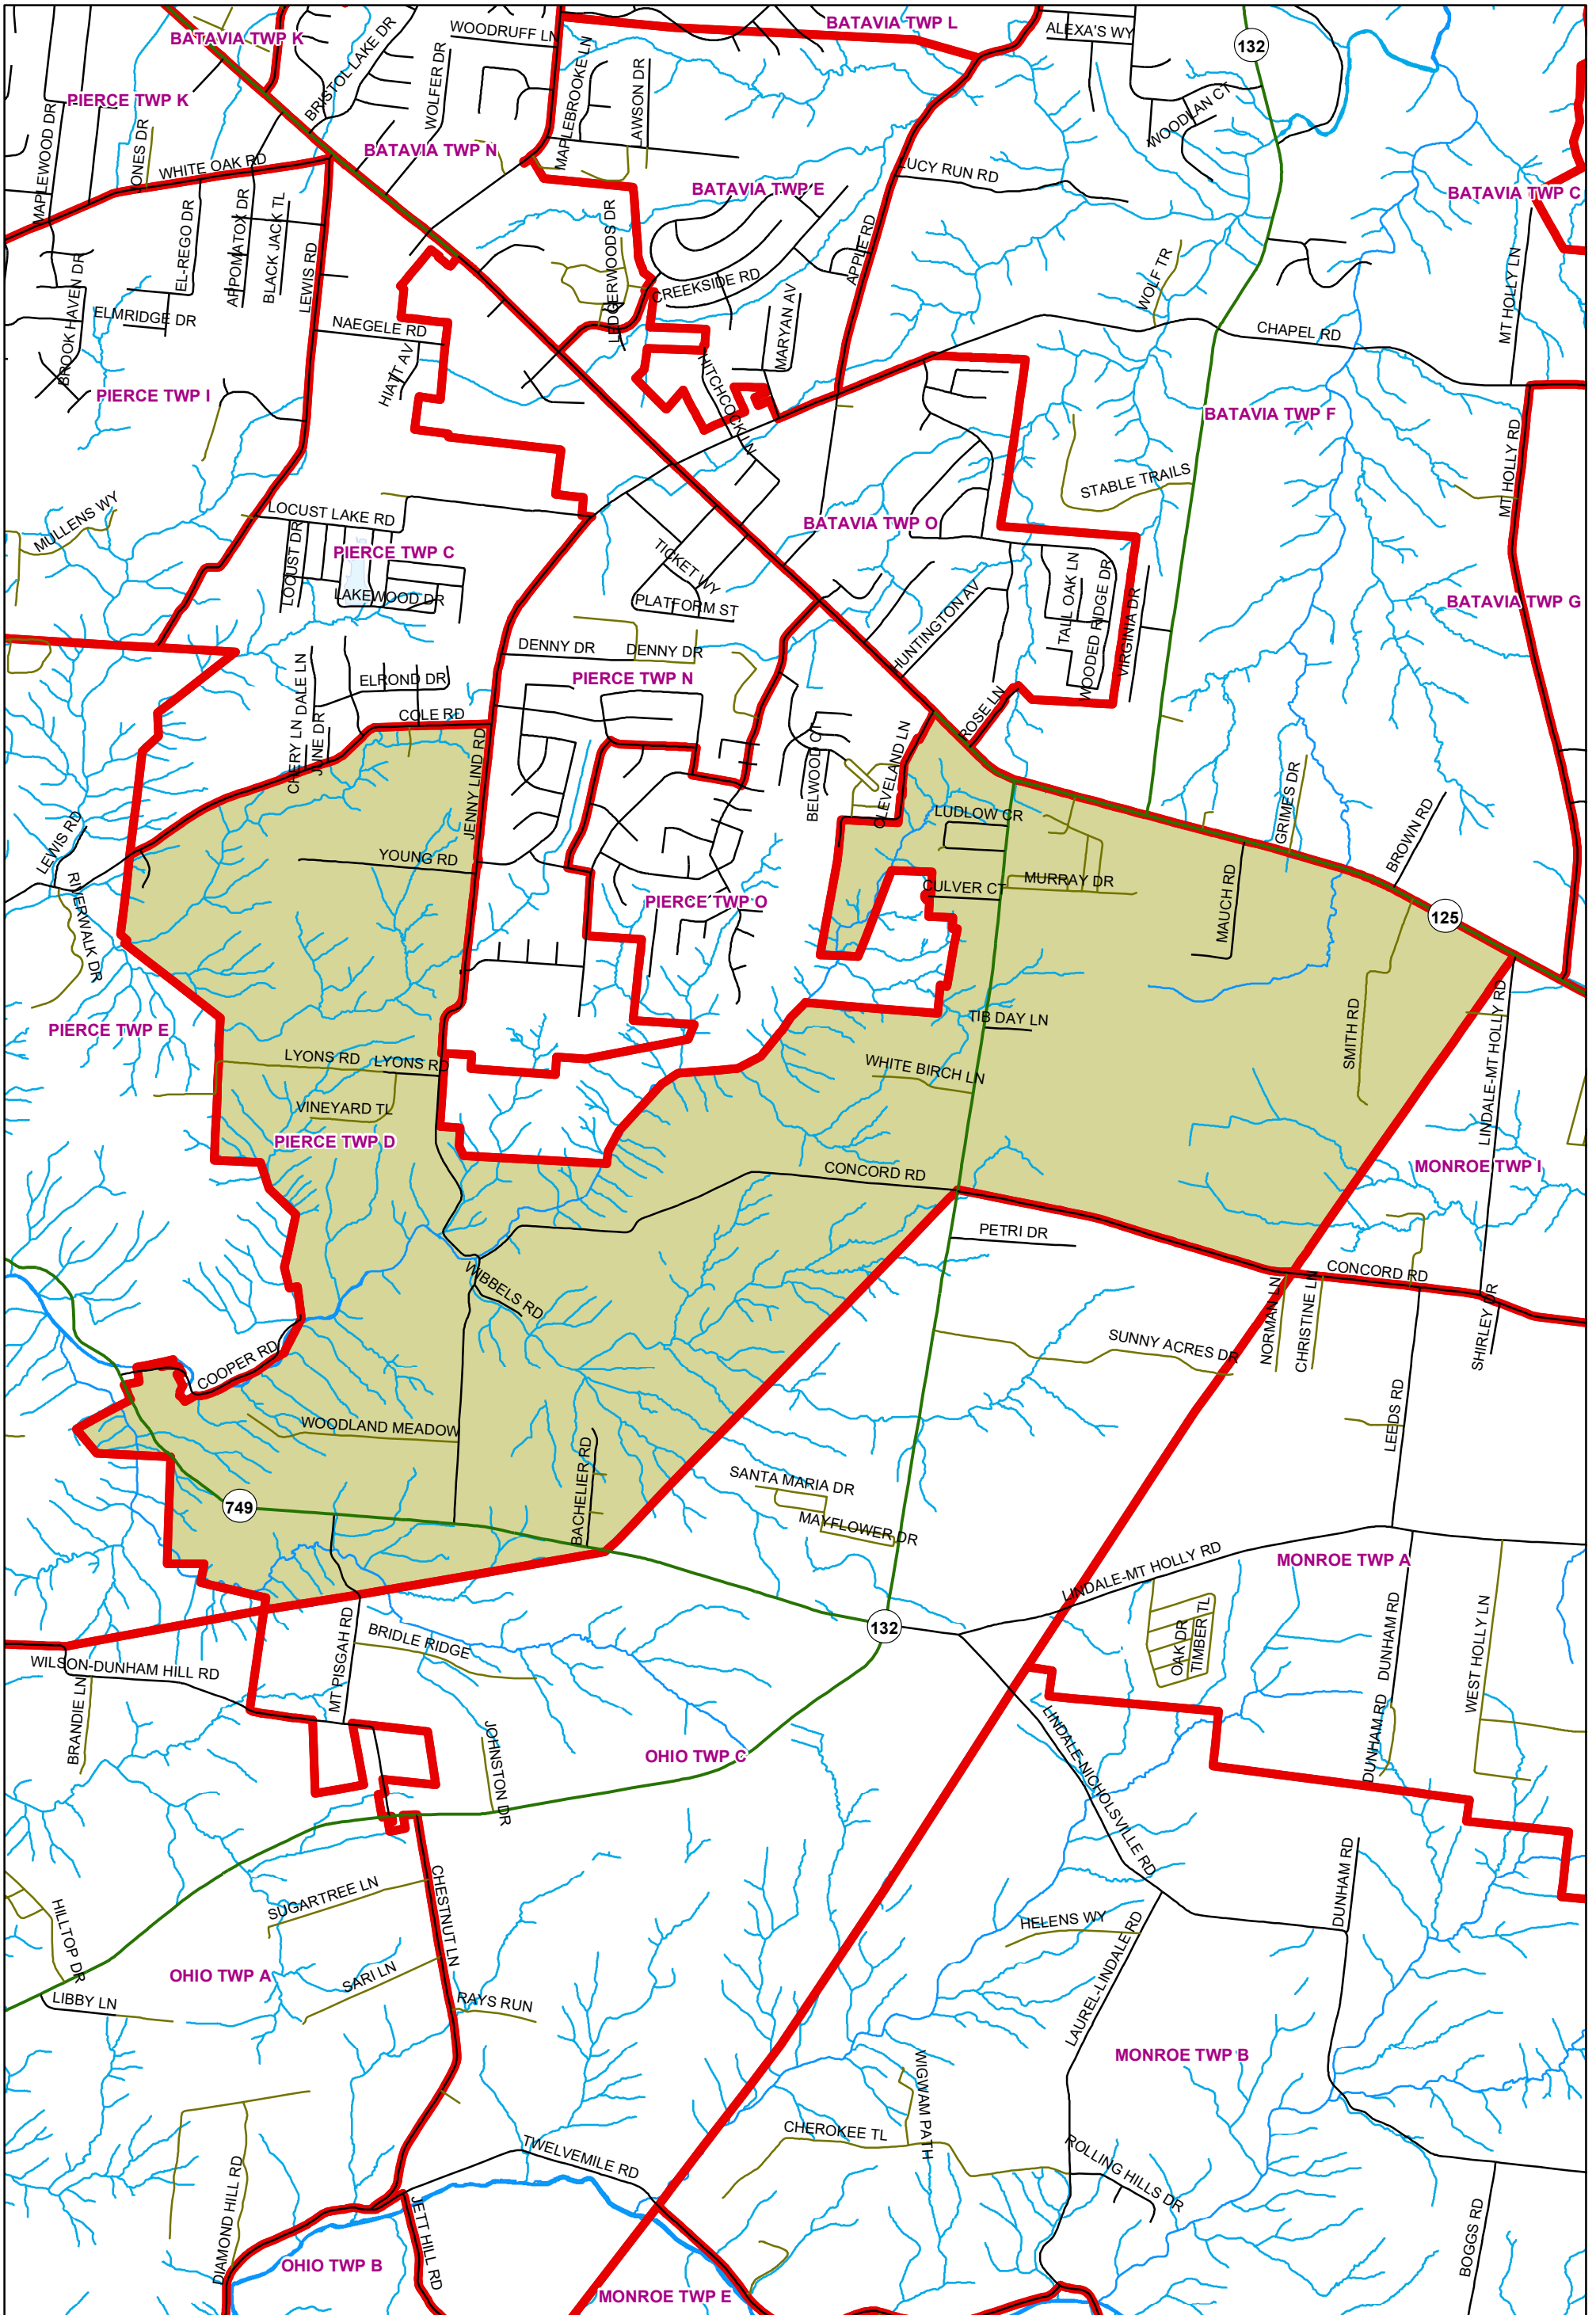 BATAVIA TWP L
WOODRUFF LN
ALEXA'S WY
BATAVIA TWP K
132
BRISTOL LAKE DR
WOLFER DR
MAPLEBROOKE LN
LAWSON DR
PIERCE TWP K
WOODLAN CT
MAPLEWOOD DR
JONES DR
BATAVIA TWP N
WHITE OAK RD
LUCY RUN RD
BATAVIA TWP E
BATAVIA TWP C
EL-REGO DR
APPOMATOX DR
BLACK JACK TL
LEWIS RD
LEDGERWOODS DR
APPLE RD
WOLF TR
MT HOLLY LN
BROOK HAVEN DR
CREEKSIDE RD
ELMRIDGE DR
NAEGELE RD
MARYAN AV
CHAPEL RD
HIATT AV
HITCHCOCK LN
PIERCE TWP I
BATAVIA TWP F
MT HOLLY RD
STABLE TRAILS
MULLENS WY
LOCUST LAKE RD
BATAVIA TWP O
PIERCE TWP C
LOCUST DR
TICKET WY
LAKEWOOD DR
PLATFORM ST
HUNTINGTON AV
TALL OAK LN
WOODED RIDGE DR
VIRGINIA DR
BATAVIA TWP G
DENNY DR
DENNY DR
PIERCE TWP N
ELROND DR
CHERY LN
DALE LN
JUNE DR
COLE RD
ROSE LN
JENNY LIND RD
BELWOOD CT
CLEVELAND LN
LUDLOW CR
GRIMES DR
BROWN RD
LEWIS RD
YOUNG RD
CULVER CT
MURRAY DR
MAUCH RD
RIVERWALK DR
PIERCE TWP O
125
PIERCE TWP E
TIB DAY LN
SMITH RD
LINDALE-MT HOLLY RD
LYONS RD
LYONS RD
WHITE BIRCH LN
VINEYARD TL
PIERCE TWP D
MONROE TWP I
CONCORD RD
PETRI DR
CONCORD RD
WIBBELS RD
NORMAN LN
CHRISTINE LN
SHIRLEY DR
COOPER RD
SUNNY ACRES DR
LEEDS RD
WOODLAND MEADOW
BACHELIER RD
SANTA MARIA DR
749
MAYFLOWER DR
LINDALE-MT HOLLY RD
MONROE TWP A
132
BRIDLE RIDGE
MT PISGAH RD
OAK DR
TIMBER TL
DUNHAM RD
WEST HOLLY LN
WILSON-DUNHAM HILL RD
BRANDIE LN
JOHNSTON DR
DUNHAM RD
OHIO TWP C
LINDALE-NICHOLSVILLE RD
CHESTNUT LN
SUGARTREE LN
DUNHAM RD
HILLTOP DR
HELENS WY
LAUREL-LINDALE RD
OHIO TWP A
SARI LN
LIBBY LN
RAYS RUN
MONROE TWP B
WIGWAM PATH
CHEROKEE TL
TWELVEMILE RD
ROLLING HILLS DR
DIAMOND HILL RD
JETT HILL RD
BOGGS RD
OHIO TWP B
MONROE TWP E